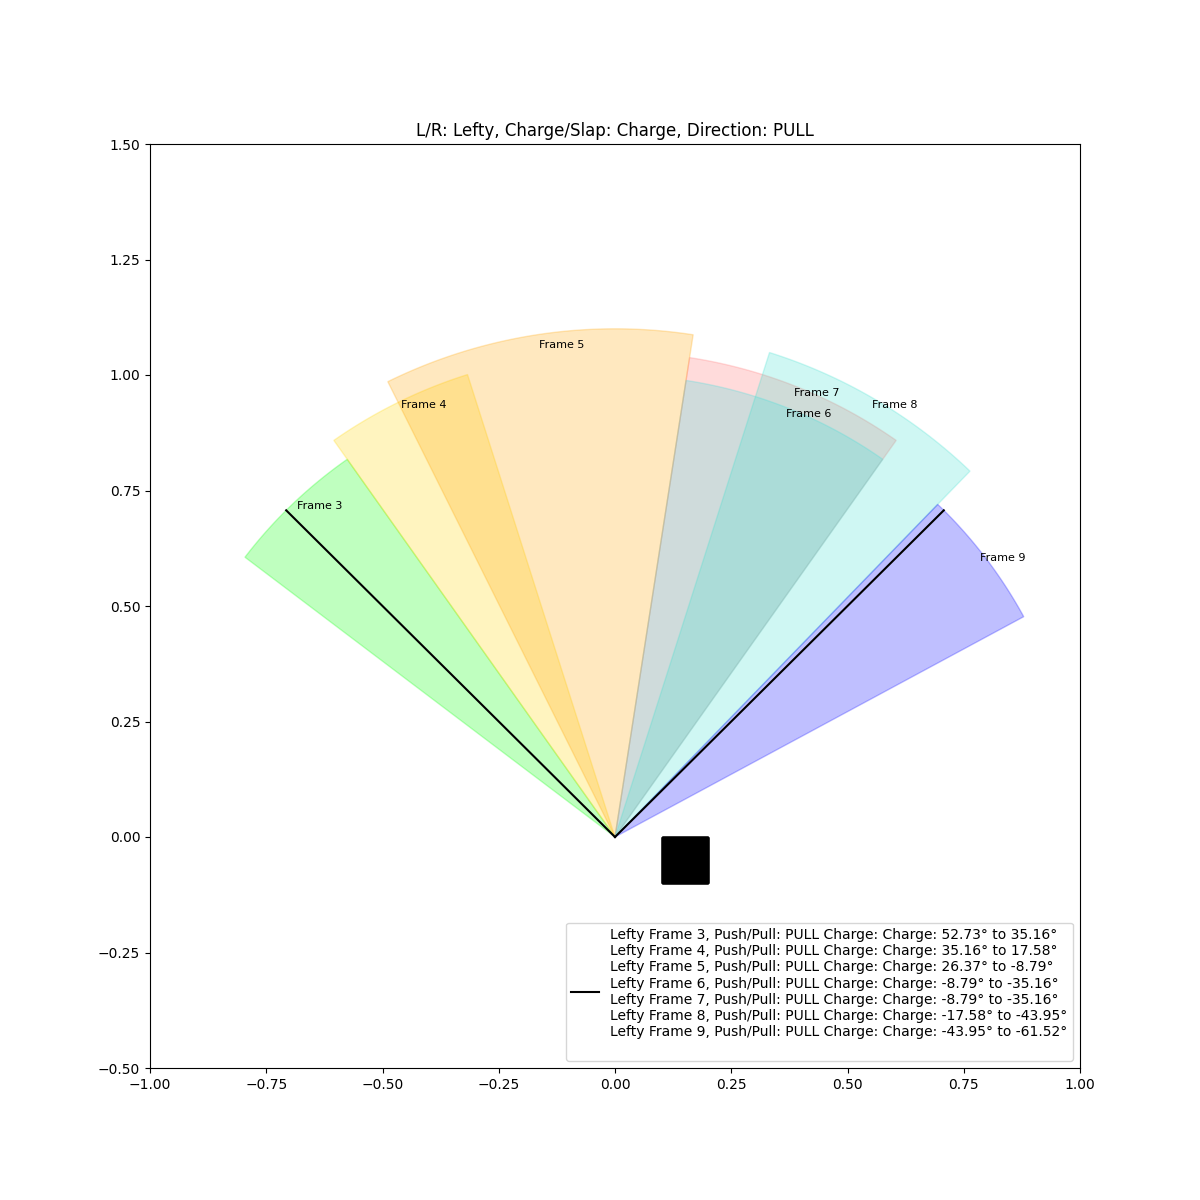 L/R: Lefty, Charge/Slap: Charge, Direction: PULL
1.50
1.25
1.00
0.75
0.50
0.25
0.00
−0.25
−0.50
Frame 5
Frame 7
Frame 4
Frame 8
Frame 6
Frame 3
Frame 9
Lefty Frame 3, Push/Pull: PULL Charge: Charge: 52.73° to 35.16°
Lefty Frame 4, Push/Pull: PULL Charge: Charge: 35.16° to 17.58°
Lefty Frame 5, Push/Pull: PULL Charge: Charge: 26.37° to -8.79°
Lefty Frame 6, Push/Pull: PULL Charge: Charge: -8.79° to -35.16°
Lefty Frame 7, Push/Pull: PULL Charge: Charge: -8.79° to -35.16°
Lefty Frame 8, Push/Pull: PULL Charge: Charge: -17.58° to -43.95°
Lefty Frame 9, Push/Pull: PULL Charge: Charge: -43.95° to -61.52°
−1.00 −0.75 −0.50 −0.25 0.00 0.25 0.50 0.75 1.00